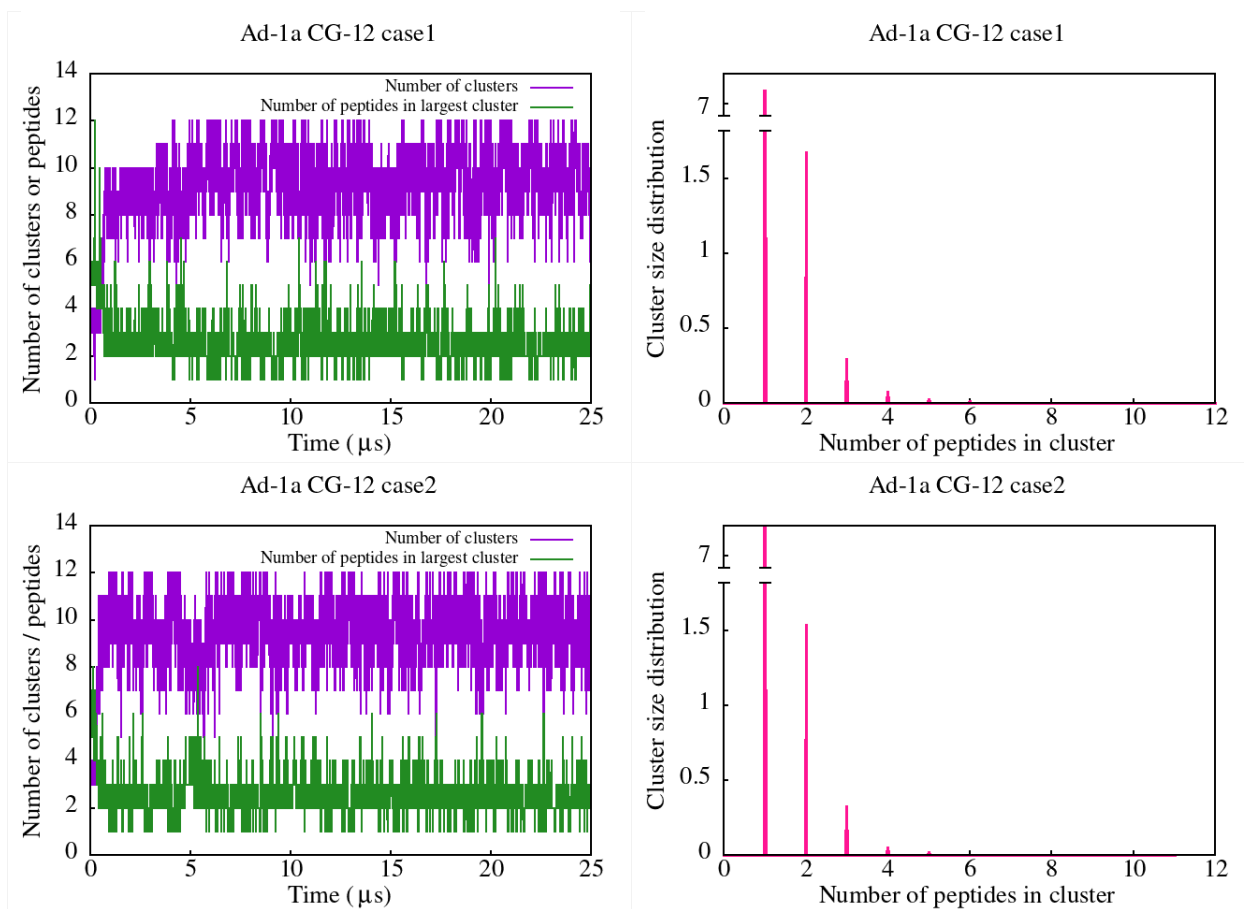 Ad-1a CG-12 case1
Number of clusters or peptides
14
12
10
8
6
4
2
0
Number of clusters
Number of peptides in largest cluster
0 5 10 15 20 25
Time (μs)
Ad-1a CG-12 case1
Cluster size distribution
7
1.5
1
0.5
0
0 2 4 6 8 10 12
Number of peptides in cluster
Ad-1a CG-12 case2
Number of clusters / peptides
14
12
10
8
6
4
2
0
Number of clusters
Number of peptides in largest cluster
0 5 10 15 20 25
Time (μs)
Ad-1a CG-12 case2
Cluster size distribution
7
1.5
1
0.5
0
0 2 4 6 8 10 12
Number of peptides in cluster